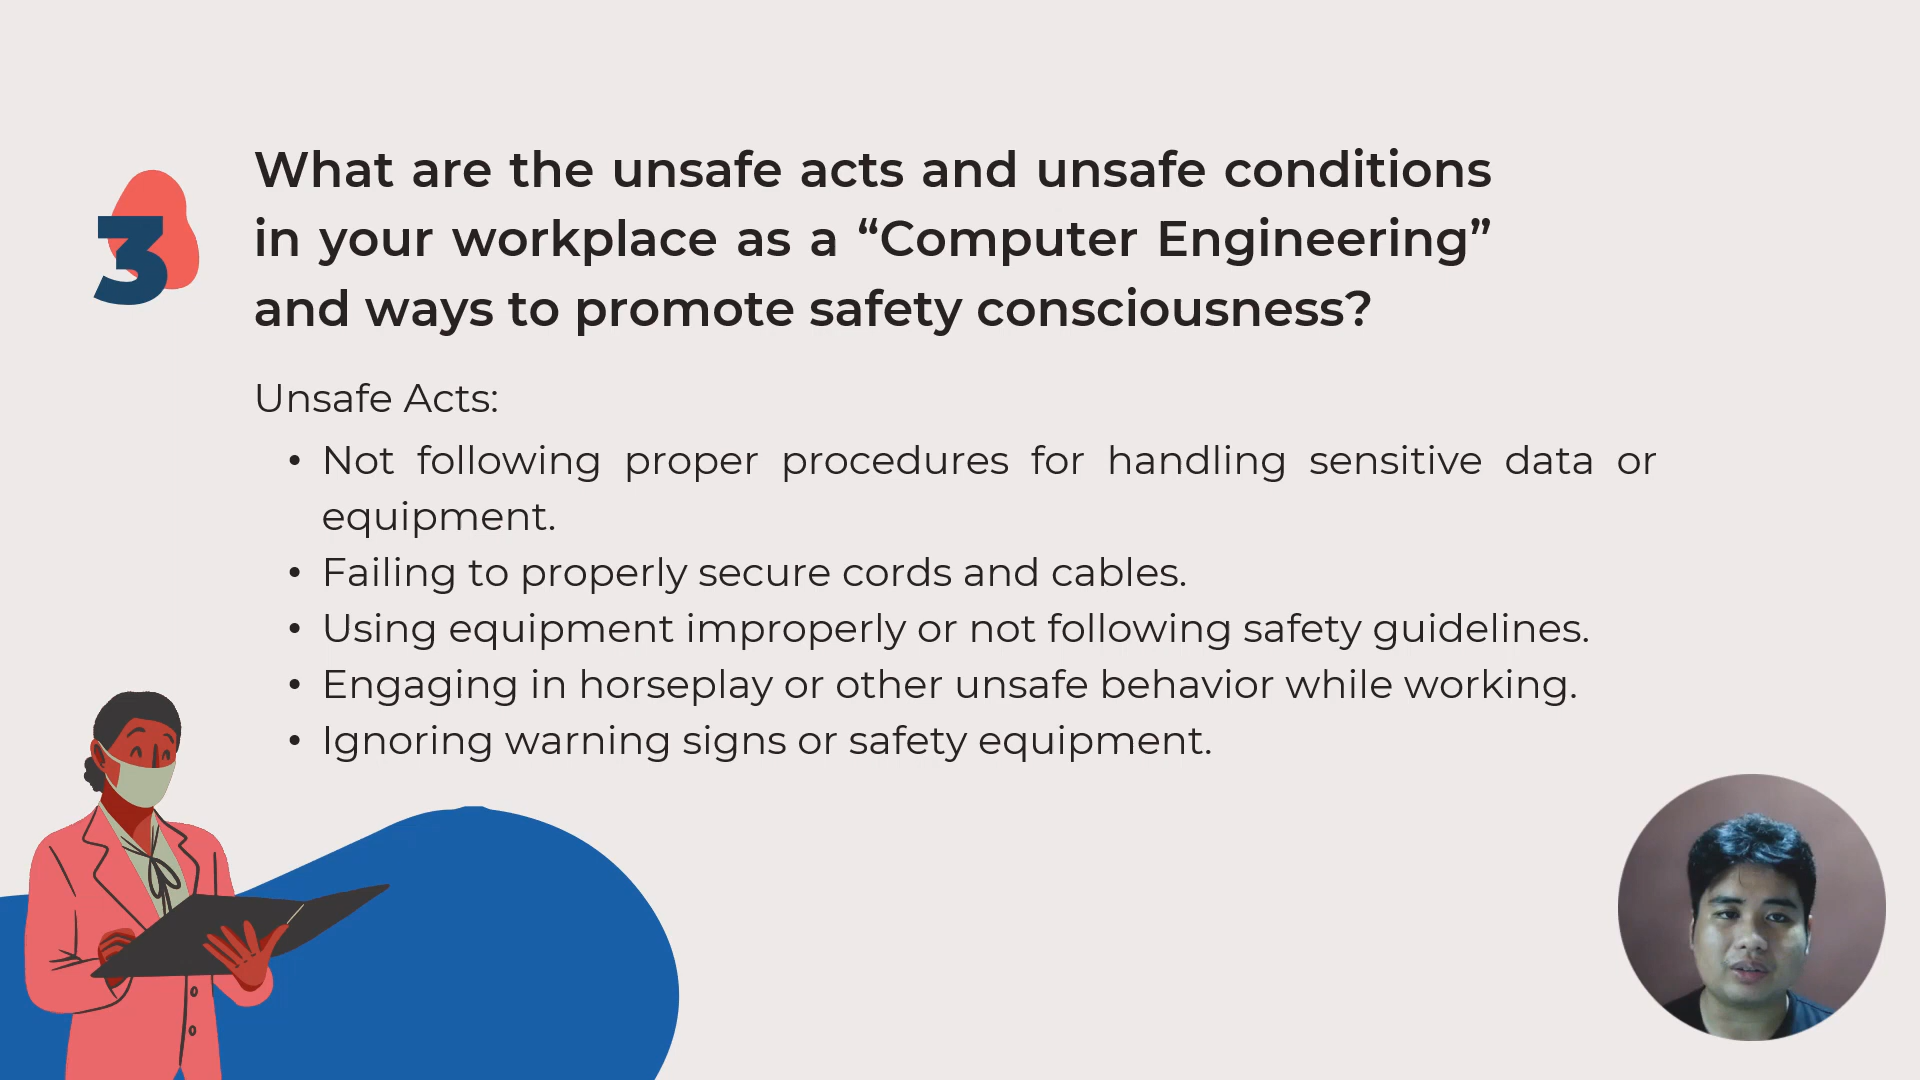 3
What are the unsafe acts and unsafe conditions
in your workplace as a “Computer Engineering”
and ways to promote safety consciousness?
Unsafe Acts:
• Not following proper procedures for handling sensitive data or
equipment.
• Failing to properly secure cords and cables.
• Using equipment improperly or not following safety guidelines.
• Engaging in horseplay or other unsafe behavior while working.
• Ignoring warning signs or safety equipment.